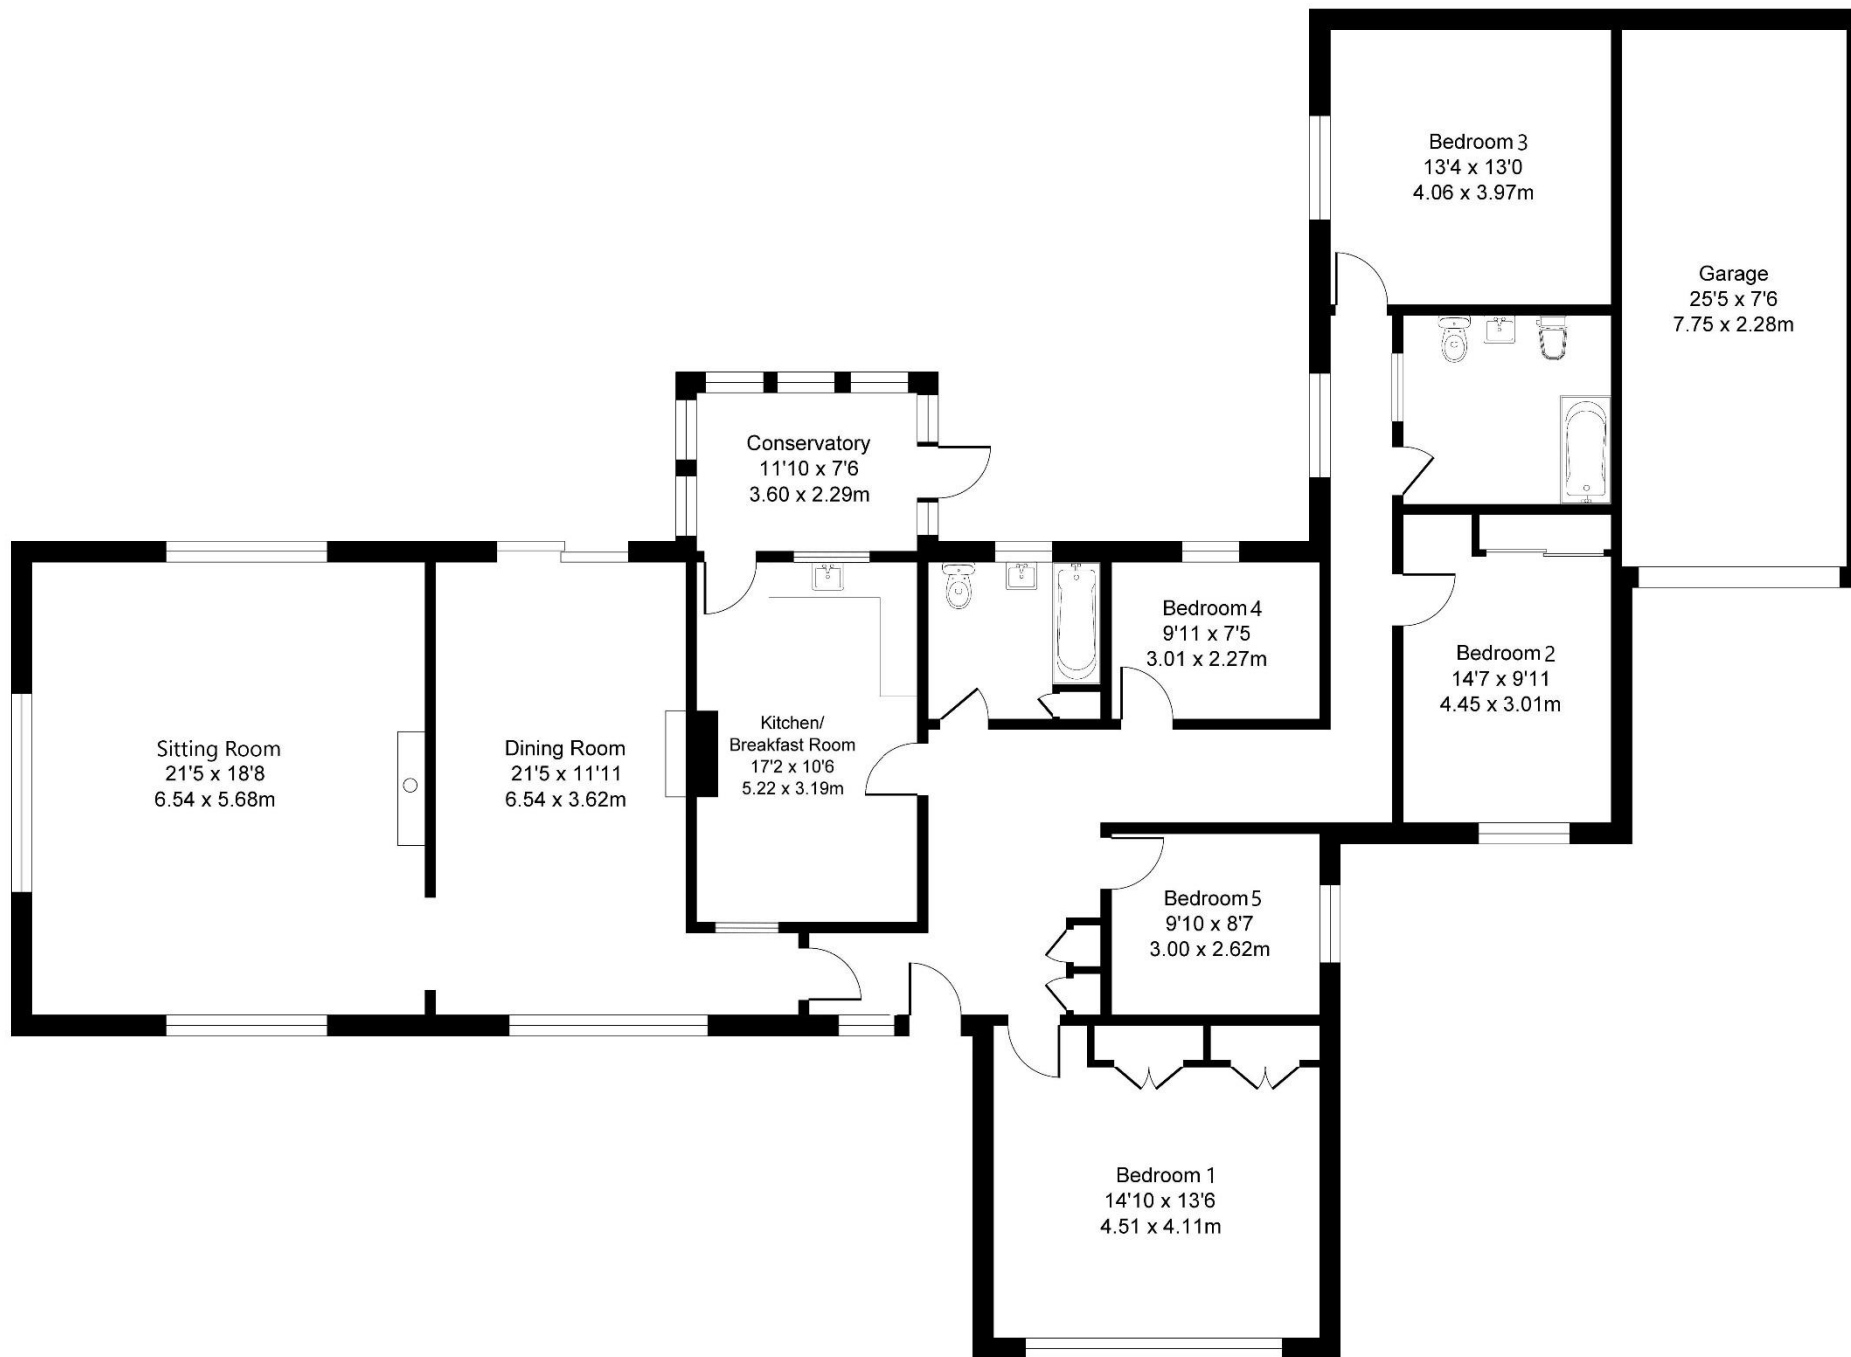 Bedroom 3
13'4 x 13'0
4.06 x 3.97m
Garage
25'5 x 7'6
7.75 x 2.28m
Conservatory
11'10 x 7'6
3.60 x 2.29m
Bedroom 4
9'11 x 7'5
3.01 x 2.27m
Bedroom 2
14'7 x 9'11
4.45 x 3.01m
Sitting Room
21'5 x 18'8
6.54 x 5.68m
Dining Room
21'5 x 11'11
6.54 x 3.62m
Kitchen/
Breakfast Room
17'2 x 10'6
5.22 x 3.19m
Bedroom 5
9'10 x 8'7
3.00 x 2.62m
Bedroom 1
14'10 x 13'6
4.51 x 4.11m